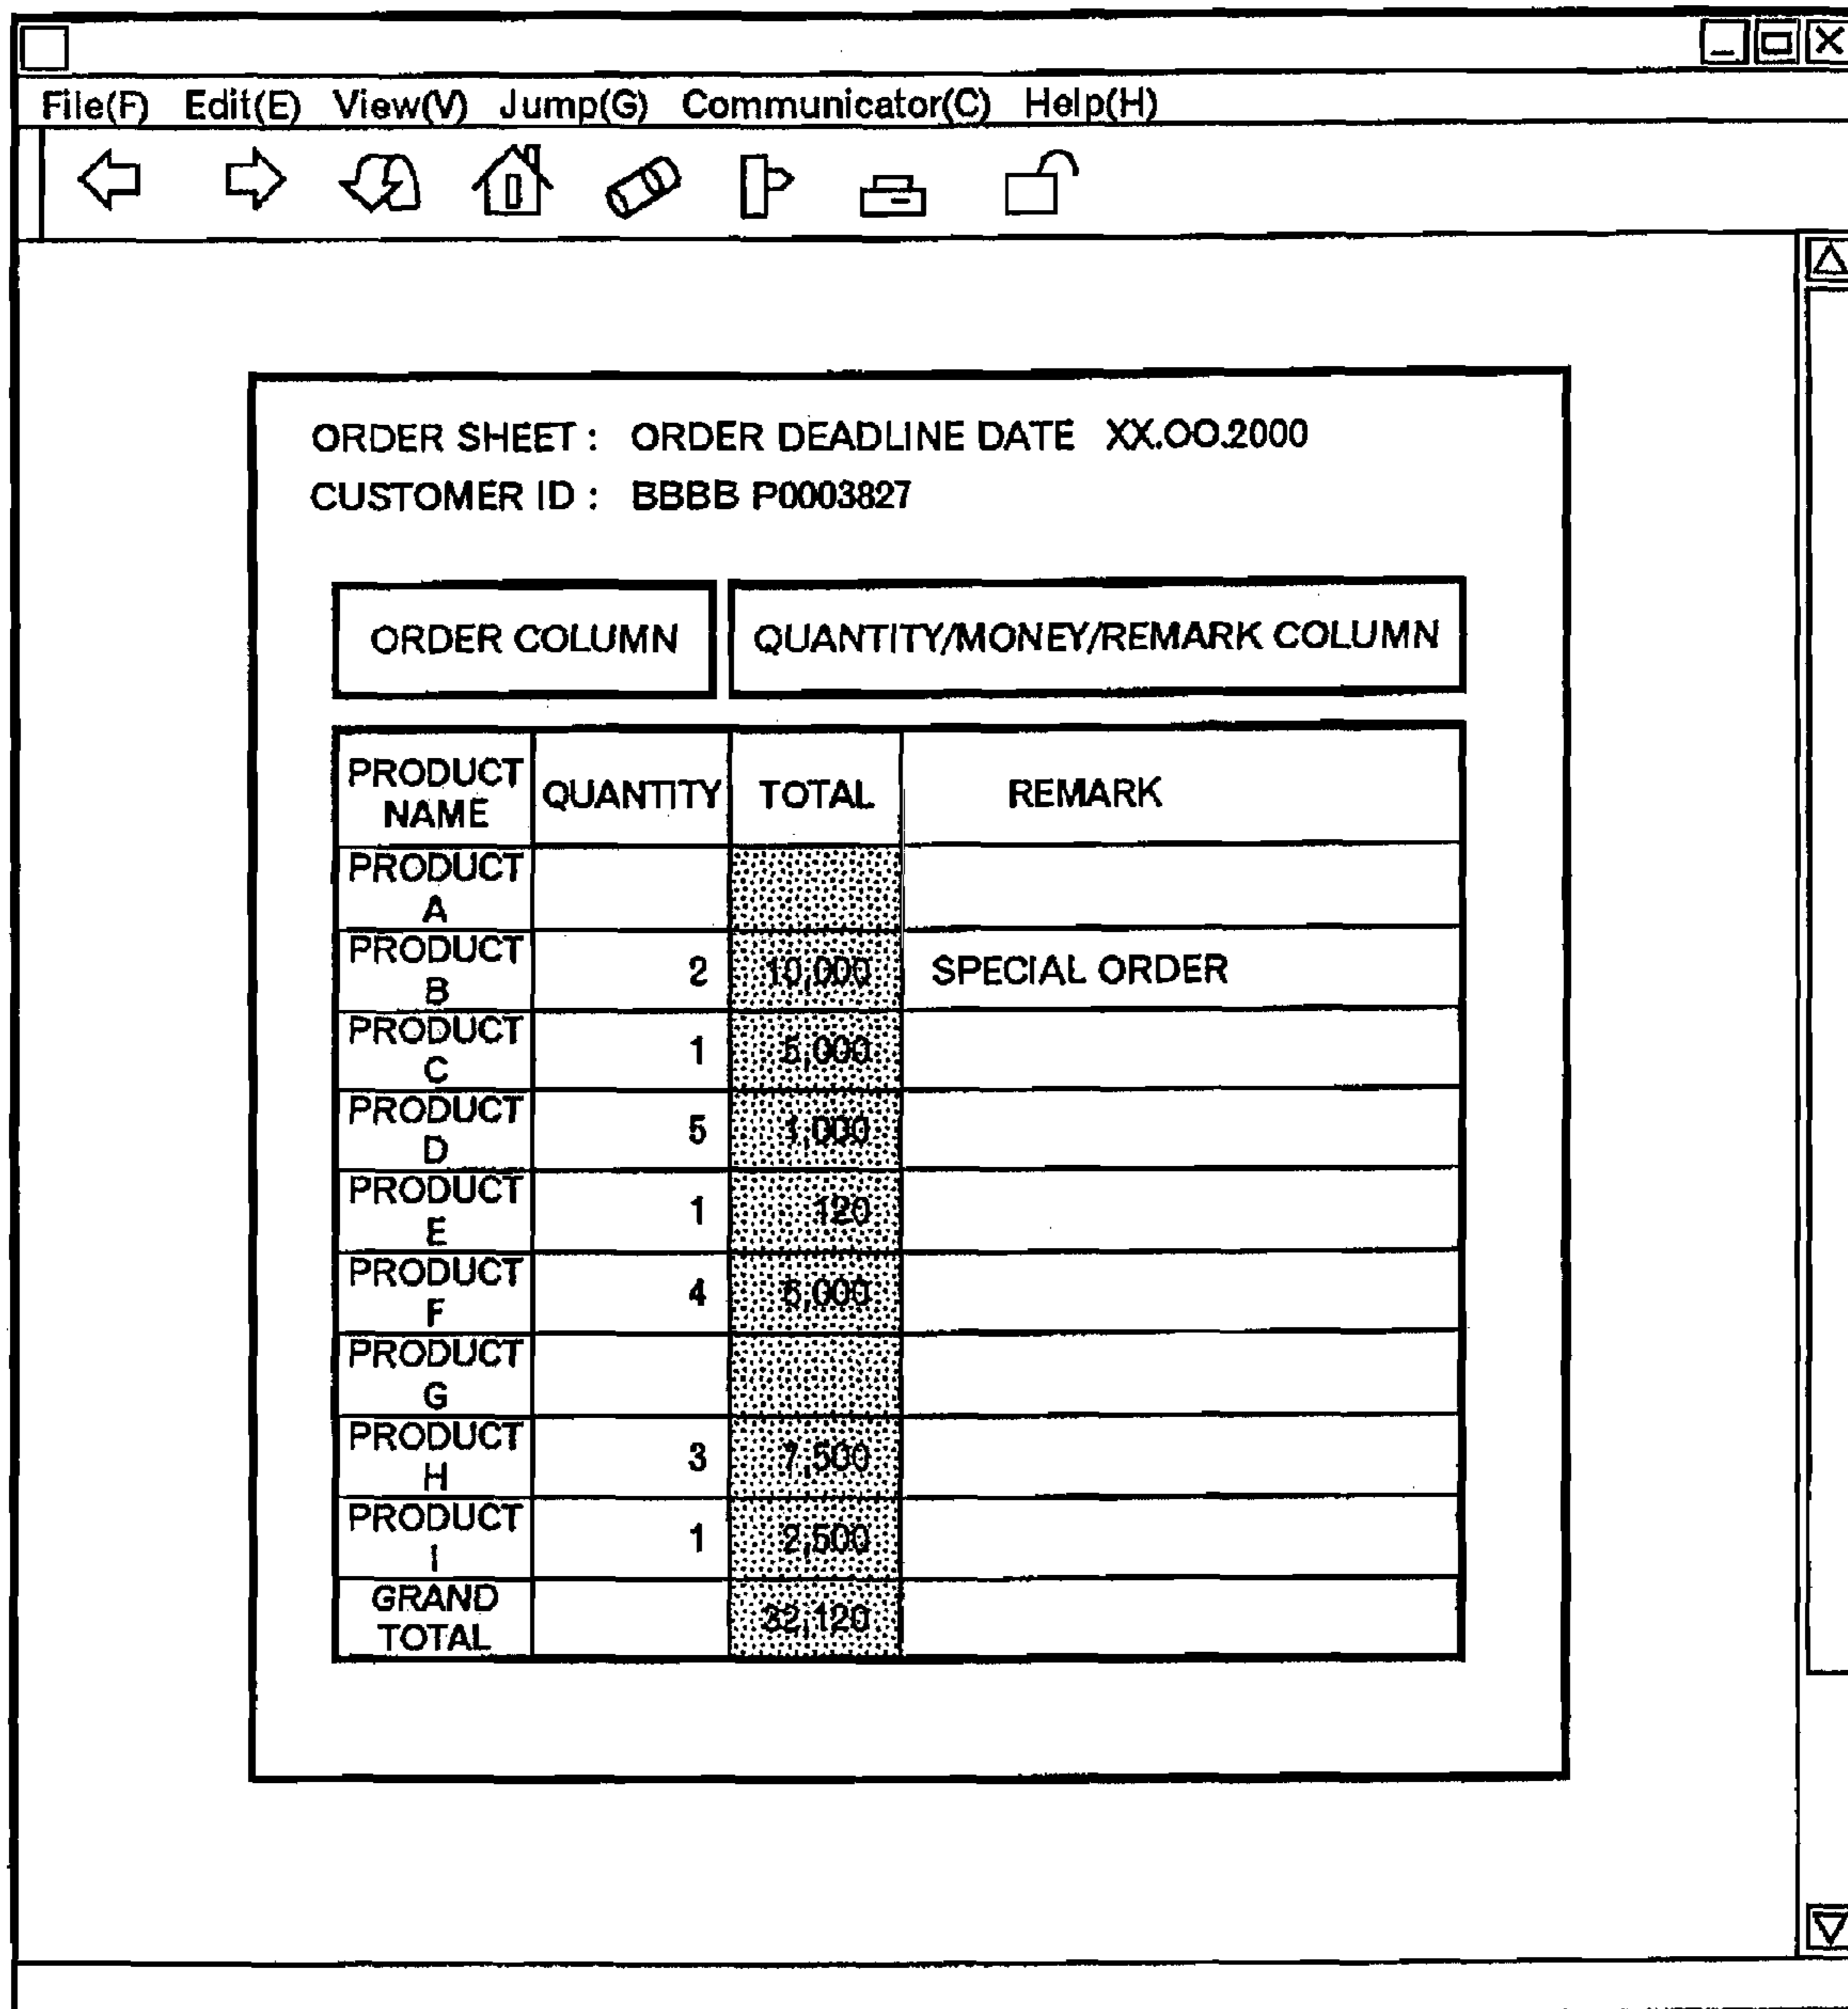 File(F) Edit(E) View(V) Jump(G) Communicator(C) Help(H)
ORDER SHEET : ORDER DEADLINE DATE XX.OO.2000
CUSTOMER ID : BBBB P0003827
ORDER COLUMN QUANTITY/MONEY/REMARK COLUMN
PRODUCT
NAME QUANTITY TOTAL REMARK
PRODUCT
A
PRODUCT
B 2 10,000 SPECIAL ORDER
PRODUCT
C 1 5,000
PRODUCT
D 5 1,000
PRODUCT
E 1 120
PRODUCT
F 4 6,000
PRODUCT
G
PRODUCT
H 3 7,500
PRODUCT
I 1 2,500
GRAND
TOTAL 32,120